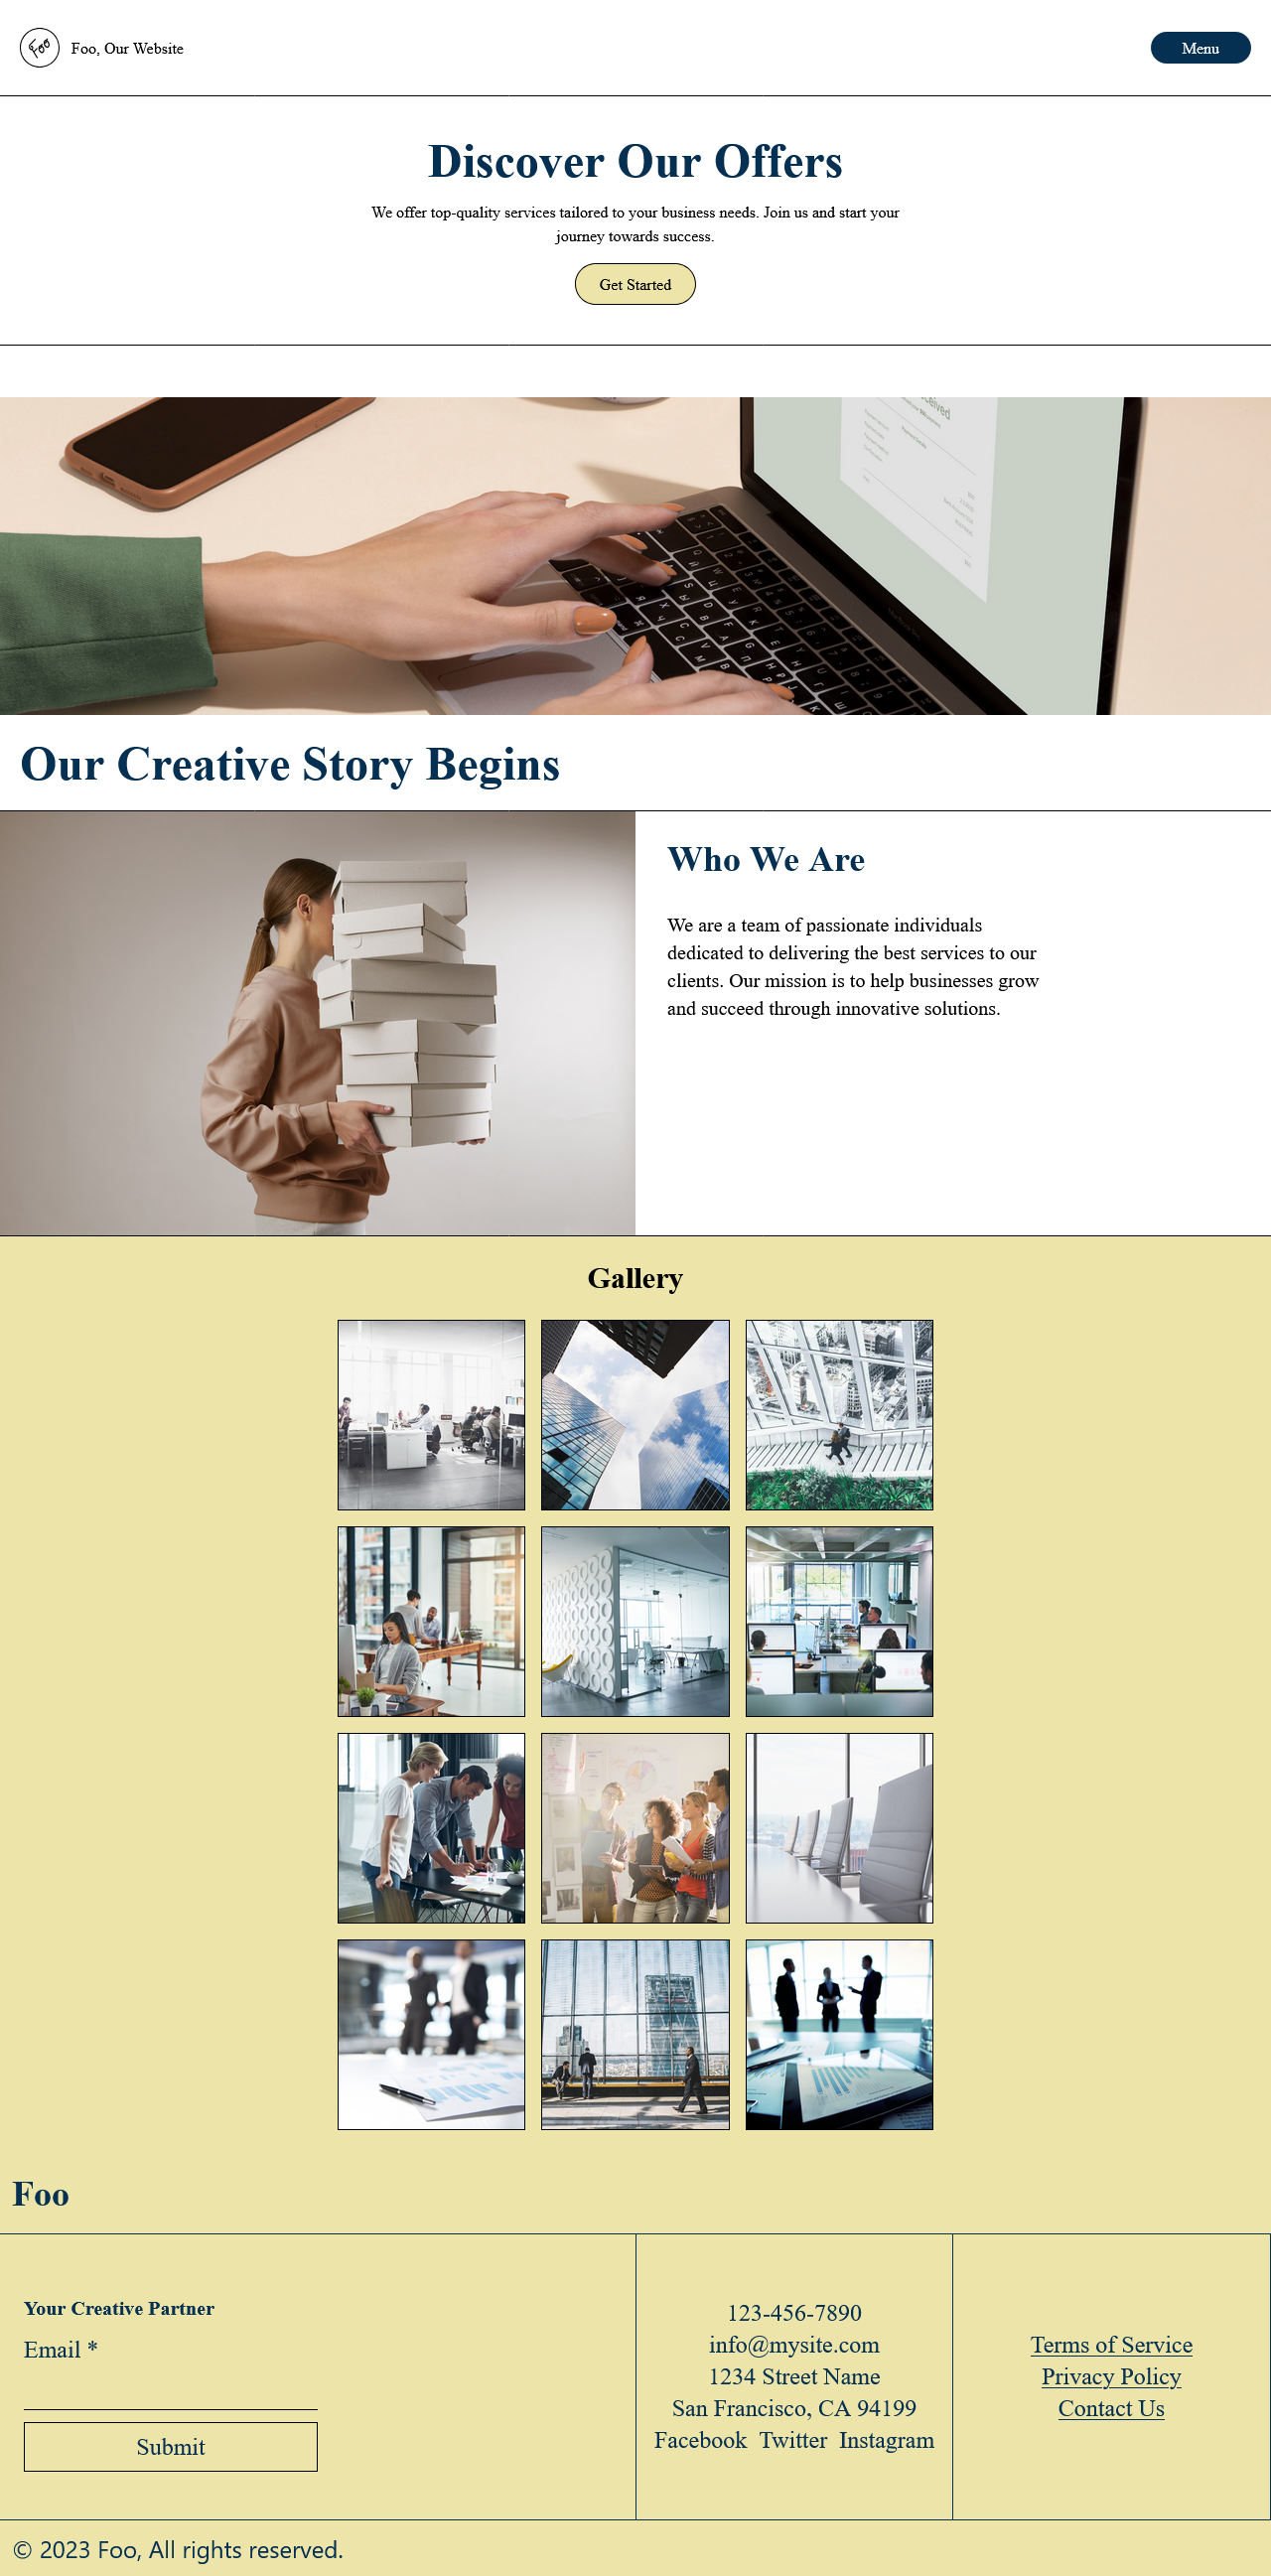 Foo
Foo, Our Website
Menu
Discover Our Offers
We offer top-quality services tailored to your business needs. Join us and start your
journey towards success.
Get Started
Our Creative Story Begins
Who We Are
We are a team of passionate individuals
dedicated to delivering the best services to our
clients. Our mission is to help businesses grow
and succeed through innovative solutions.
Gallery
Foo
Your Creative Partner
Email *
Submit
123-456-7890
info@mysite.com
1234 Street Name
San Francisco, CA 94199
Facebook Twitter Instagram
Terms of Service
Privacy Policy
Contact Us
© 2023 Foo, All rights reserved.